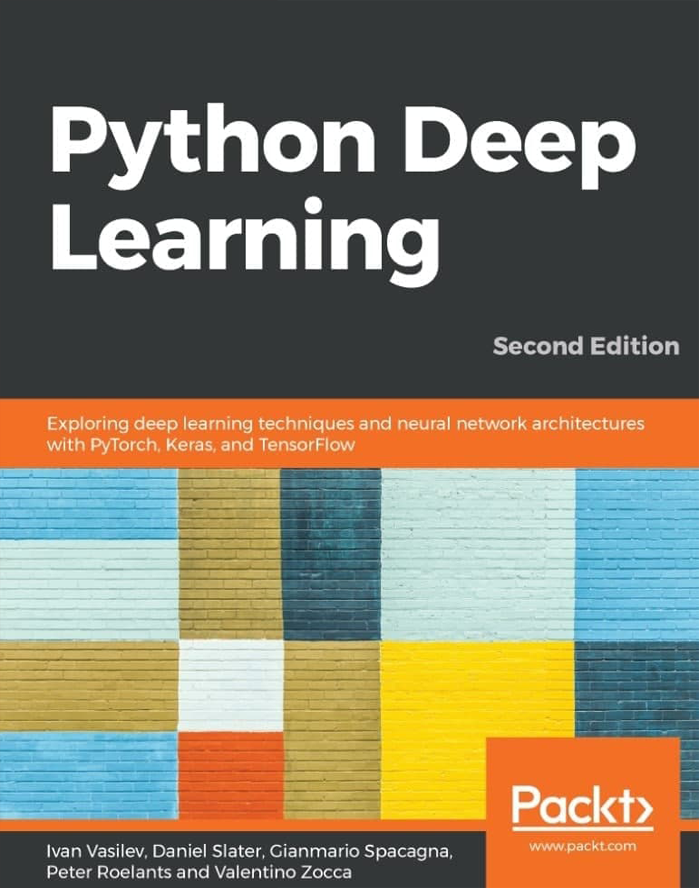 Python Deep
Learning
Second Edition
Exploring deep learning techniques and neural network architectures
with PyTorch, Keras, and TensorFlow
Packt>
www.packt.com
Ivan Vasilev, Daniel Slater, Gianmario Spacagna,
Peter Roelants and Valentino Zocca